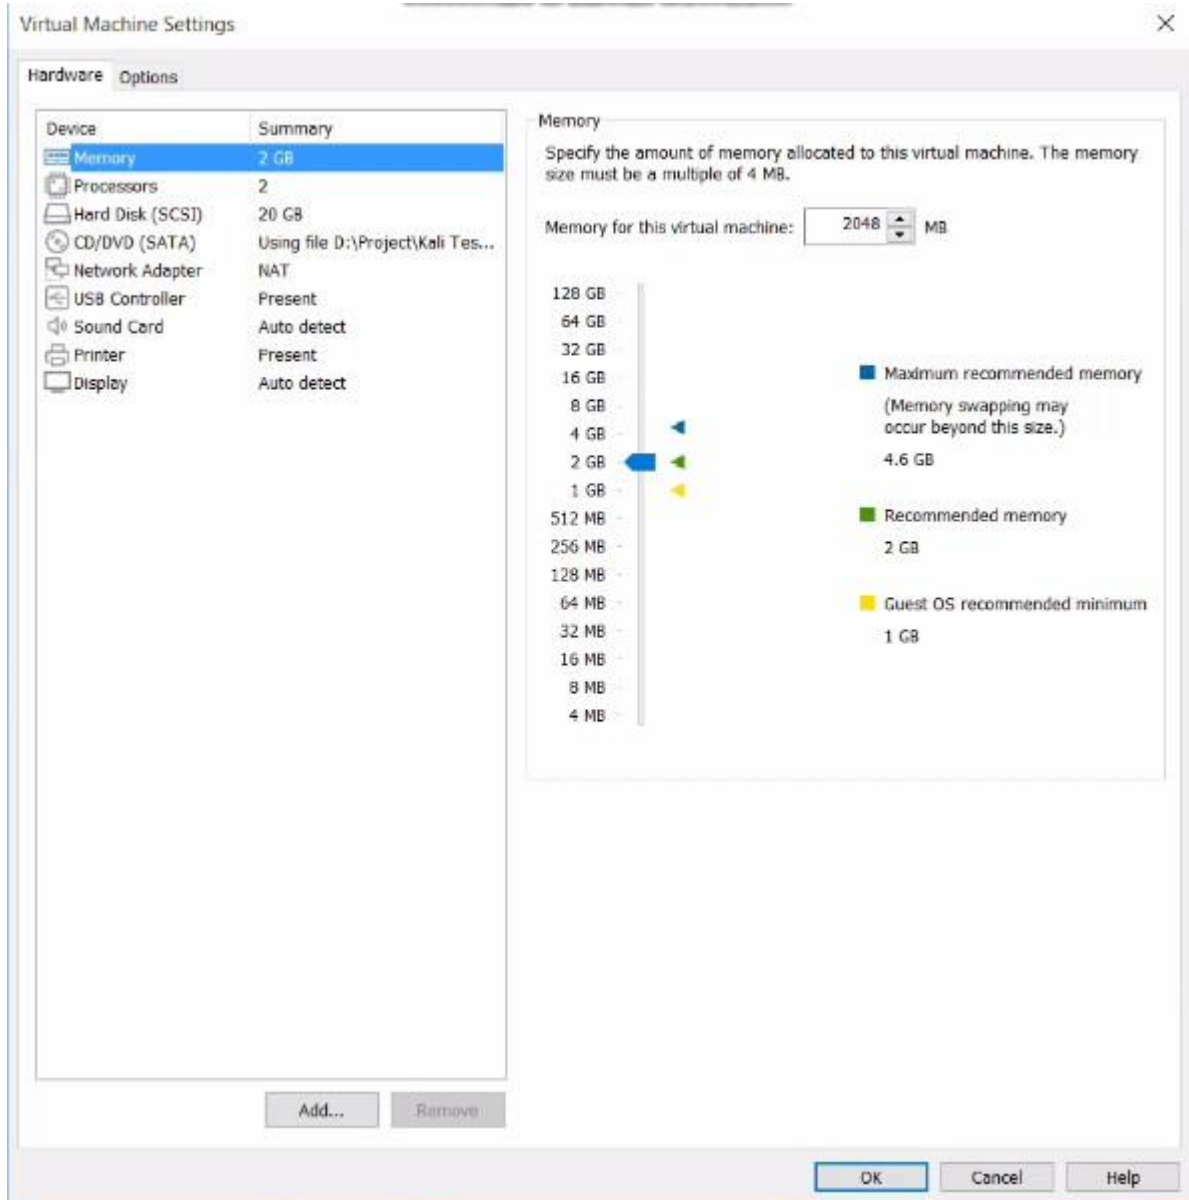 Virtual Machine Settings
Hardware Options
Device Summary
Memory 2 GB
Processors 2
Hard Disk (SCSI) 20 GB
CD/DVD (SATA) Using file D:\Project\Kali Tes...
Network Adapter NAT
USB Controller Present
Sound Card Auto detect
Printer Present
Display Auto detect
Add... Remove
Memory
Specify the amount of memory allocated to this virtual machine. The memory
size must be a multiple of 4 MB.
Memory for this virtual machine: 2048 MB
128 GB
64 GB
32 GB
16 GB
8 GB
4 GB
2 GB
1 GB
512 MB
256 MB
128 MB
64 MB
32 MB
16 MB
8 MB
4 MB
Maximum recommended memory
(Memory swapping may
occur beyond this size.)
4.6 GB
Recommended memory
2 GB
Guest OS recommended minimum
1 GB
OK Cancel Help